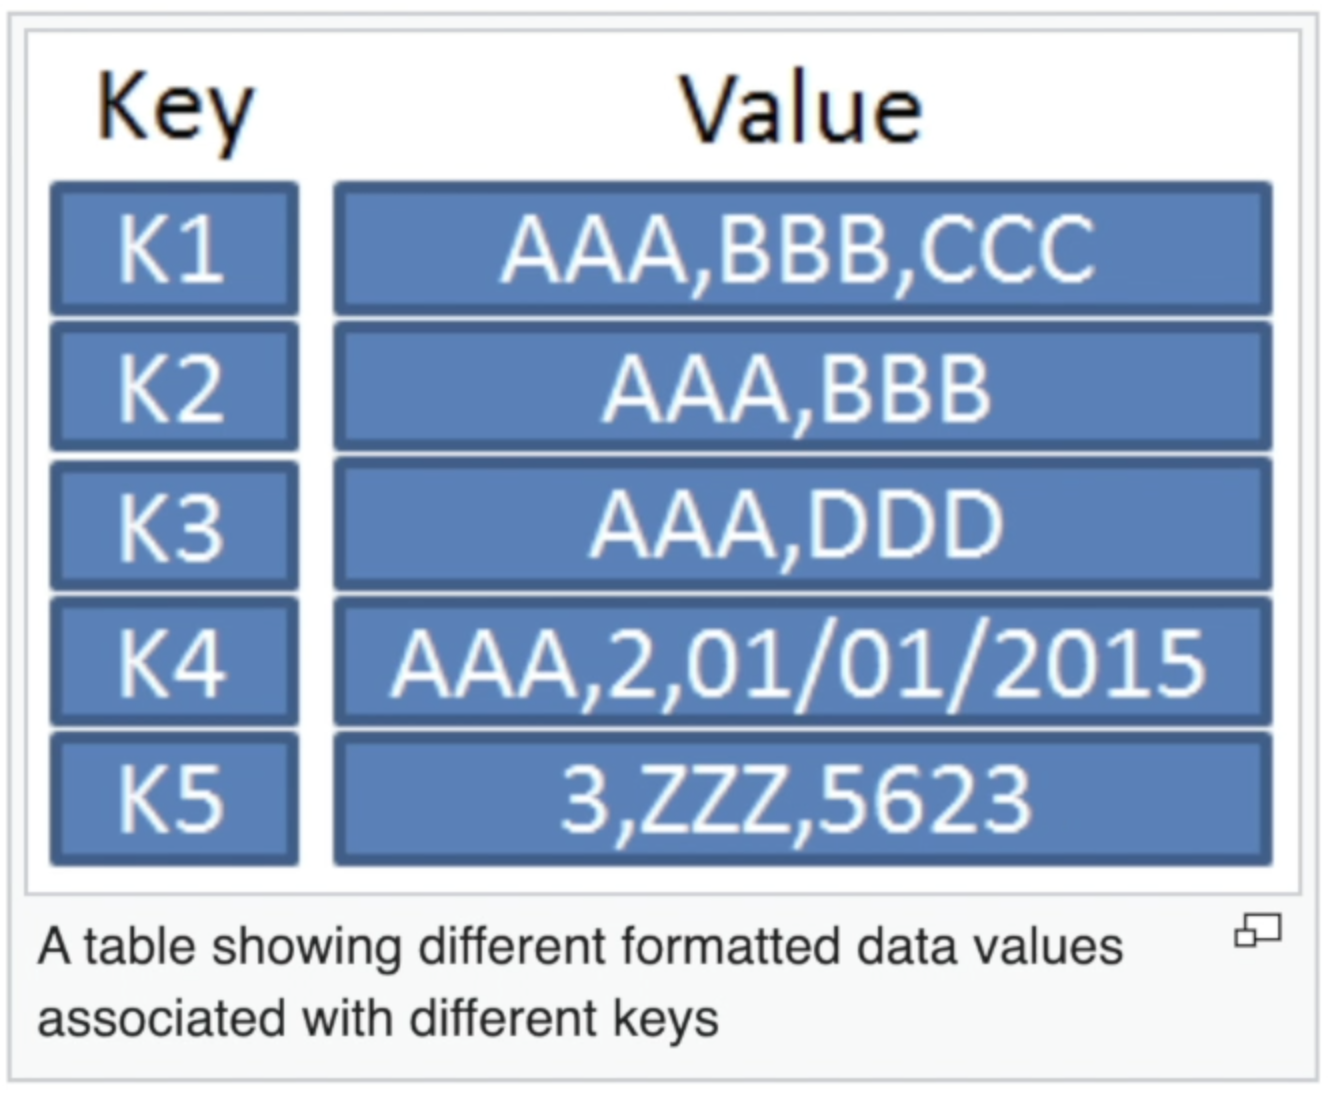 Key Value
K1 AAA,BBB,CCC
K2 AAA,BBB
K3 AAA,DDD
K4 AAA,2,01/01/2015
K5 3,ZZZ,5623
A table showing different formatted data values
associated with different keys